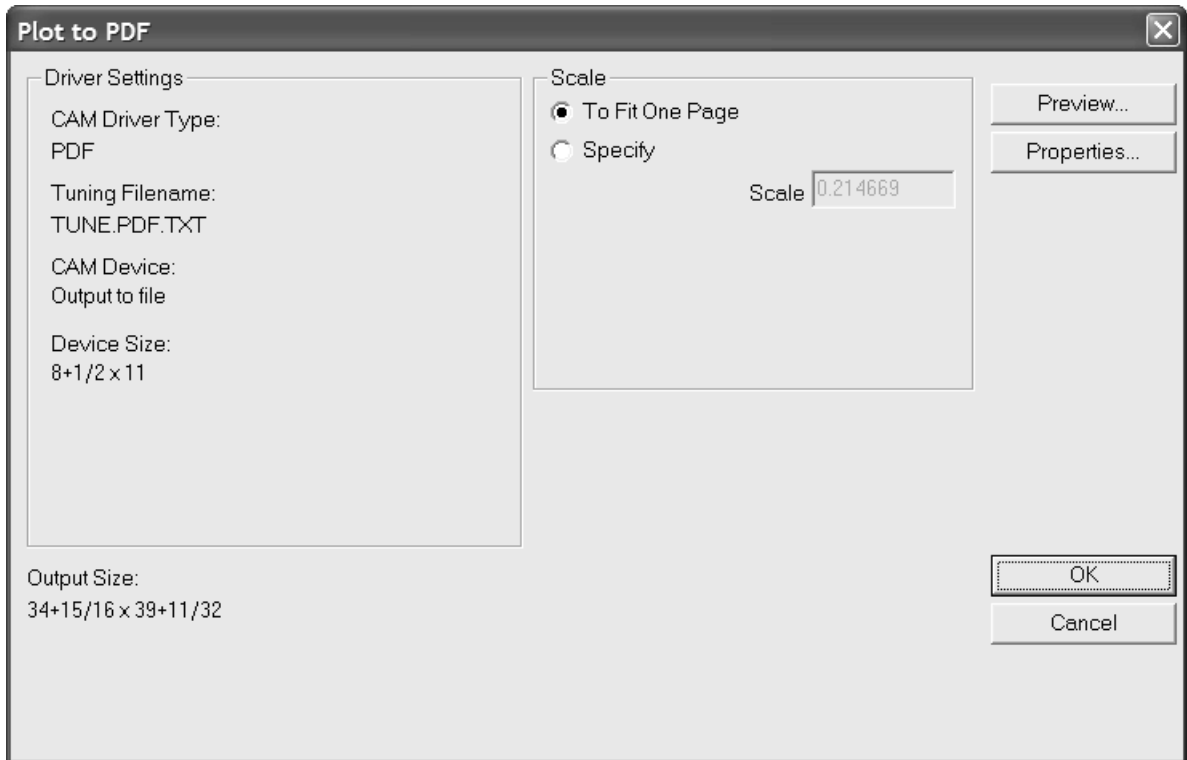 Plot to PDF
Driver Settings
CAM Driver Type:
PDF
Tuning Filename:
TUNE.PDF.TXT
CAM Device:
Output to file
Device Size:
8+1/2 x 11
Scale
To Fit One Page
Specify
Scale 0.214669
Preview...
Properties...
Output Size:
34+15/16 x 39+11/32
OK
Cancel